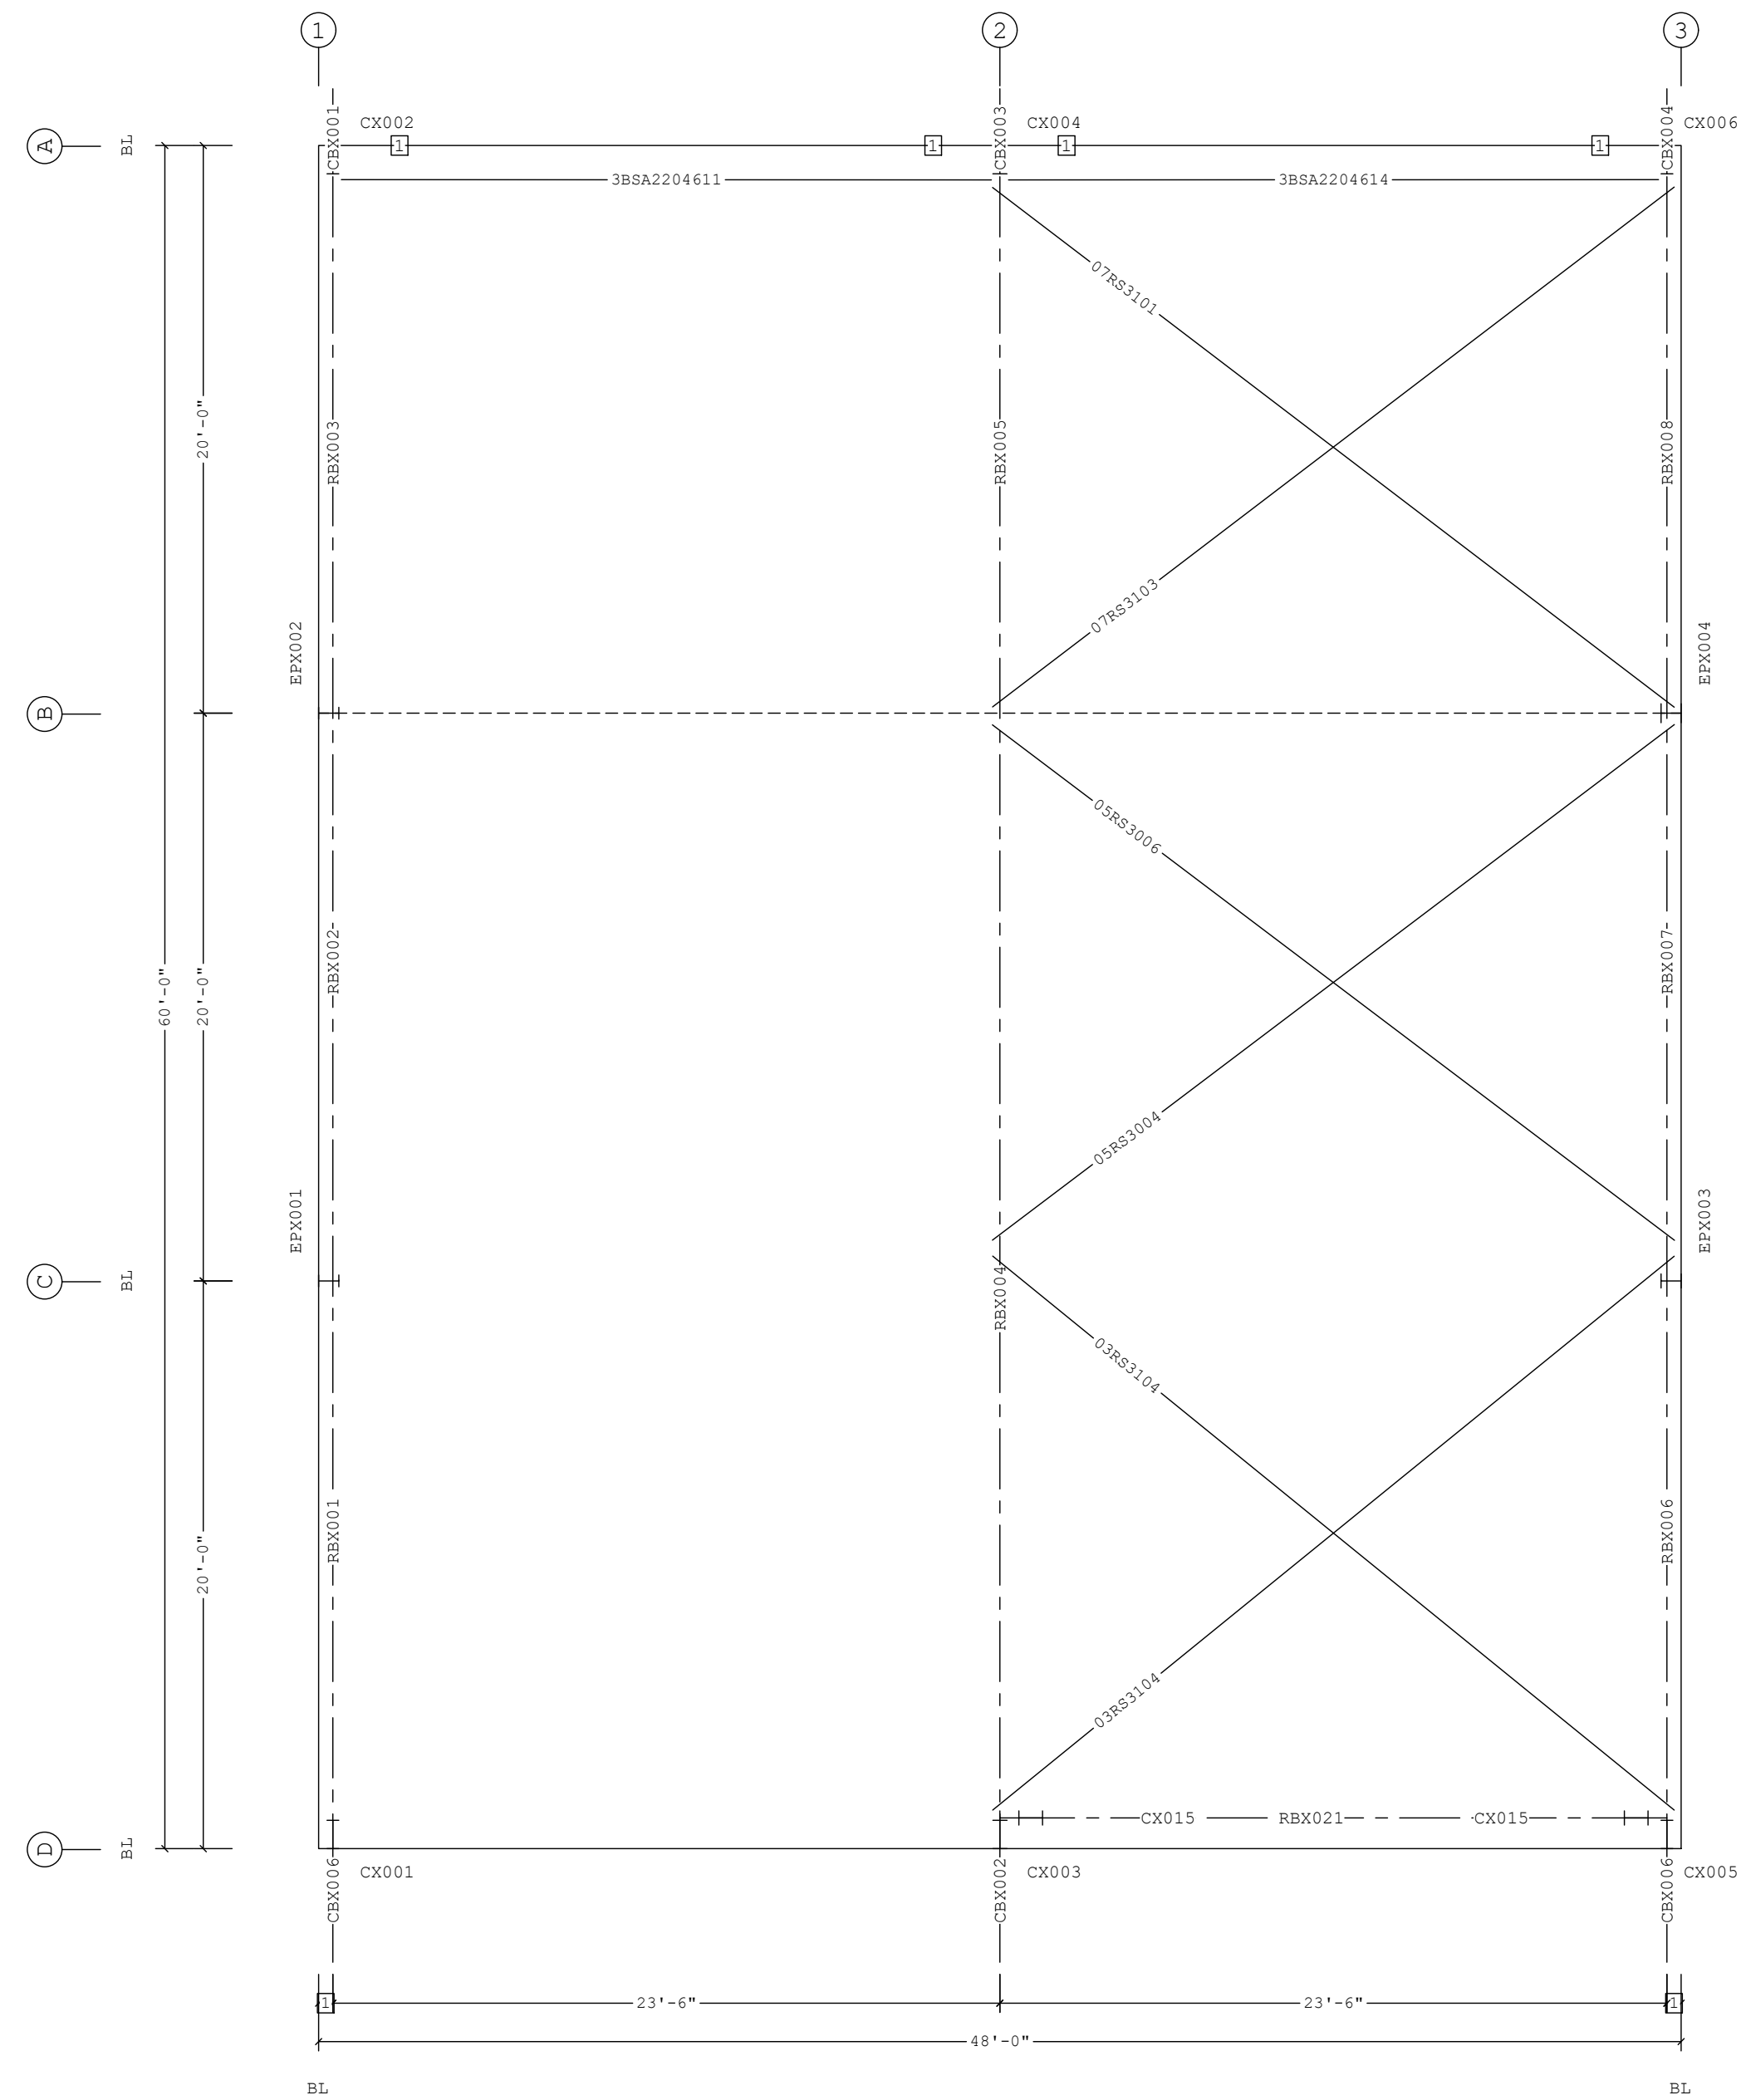 1
2
3
A
BL
CBX001
CX002
1
1
CBX003
CX004
1
1
CBX004
CX006
3BSA2204611
3BSA2204614
07RS3101
20'-0"
RBX003
RBX005
RBX008
07RS3103
EPX002
EPX004
B
05RS3006
60'-0"
20'-0"
RBX002
RBX007
05RS3004
EPX001
EPX003
C
BL
RBX004
03RS3104
20'-0"
RBX001
RBX006
03RS3104
CX015
RBX021
CX015
D
BL
CBX006
CX001
CBX002
CX003
CBX006
CX005
1
23'-6"
23'-6"
1
48'-0"
BL
BL